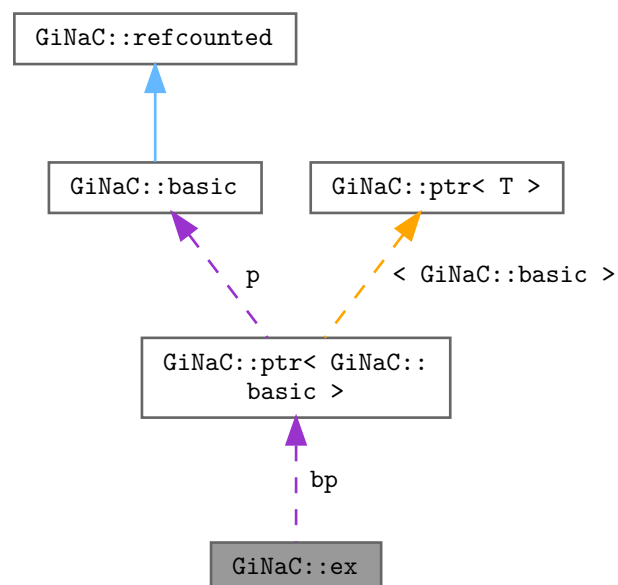 GiNaC::refcounted
GiNaC::basic
GiNaC::ptr< T >
p
< GiNaC::basic >
GiNaC::ptr< GiNaC::
basic >
bp
GiNaC::ex